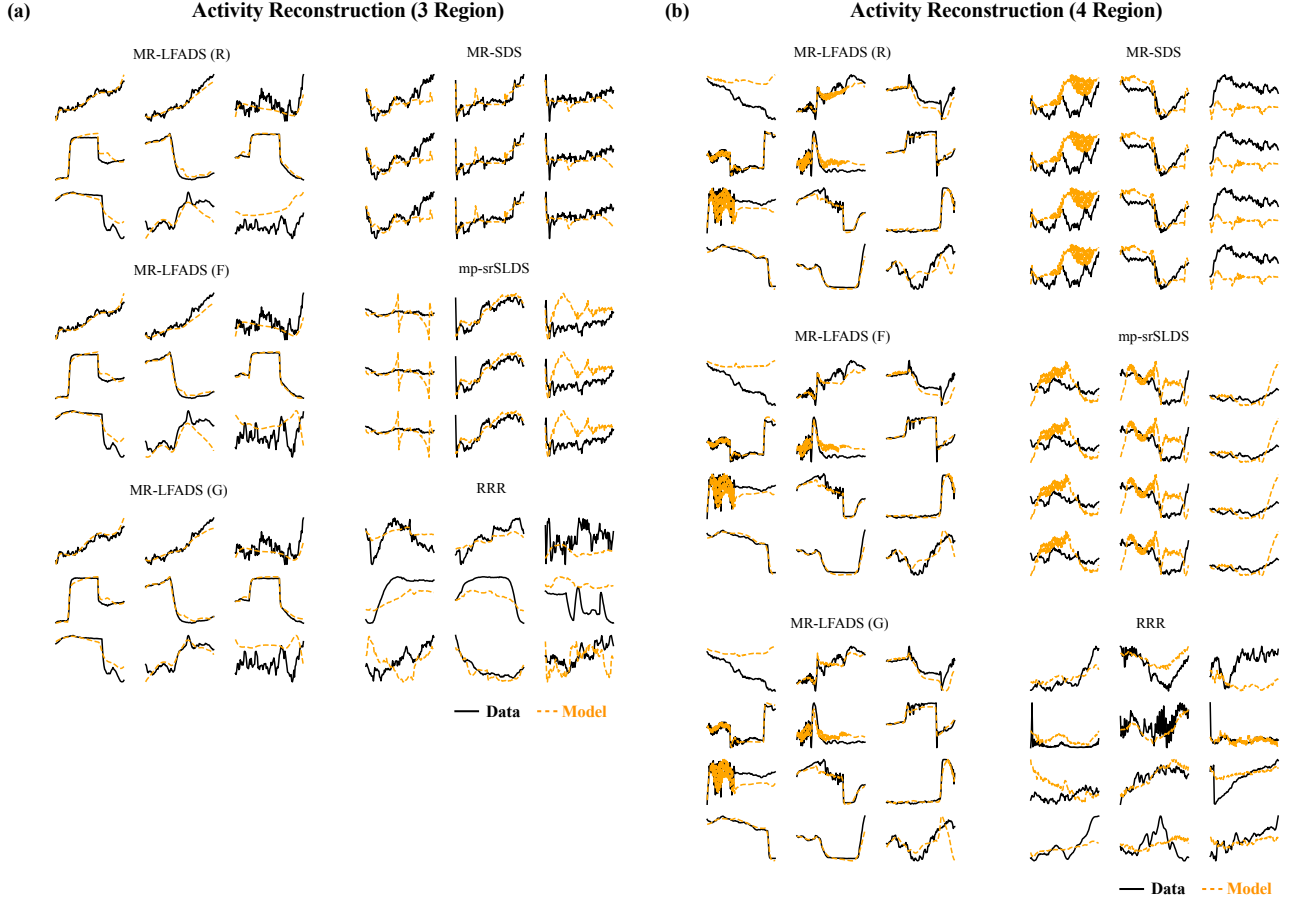 (a) Activity Reconstruction (3 Region)
MR-LFADS (R) MR-SDS
MR-LFADS (F) mp-srSLDS
MR-LFADS (G) RRR
Data Model
(b) Activity Reconstruction (4 Region)
MR-LFADS (R) MR-SDS
MR-LFADS (F) mp-srSLDS
MR-LFADS (G) RRR
Data Model